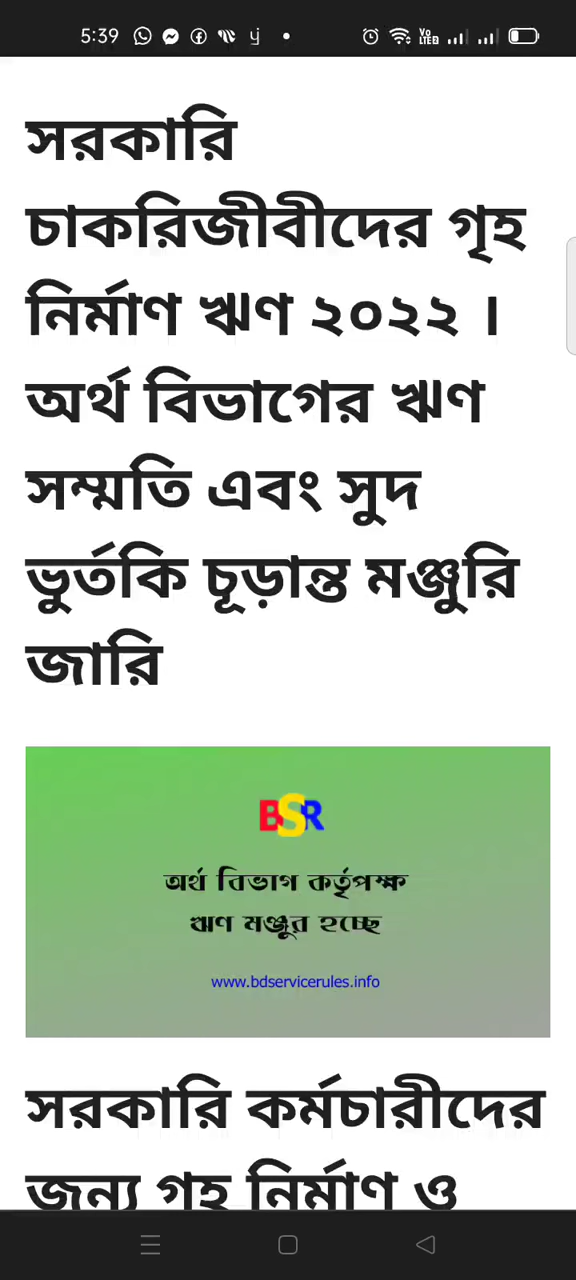 5:39
সরকারি
চাকরিজীবীদের গৃহ
নির্মাণ ঋণ ২০২২ ।
অর্থ বিভাগের ঋণ
সম্মতি এবং সুদ
ভুর্তকি চূড়ান্ত মঞ্জুরি
জারি
BSR
অর্থ বিভাগ কর্তৃপক্ষ
ঋণ মঞ্জুর হচ্ছে
www.bdservicerules.info
সরকারি কর্মচারীদের
জন্য গৃহ নির্মাণ ও